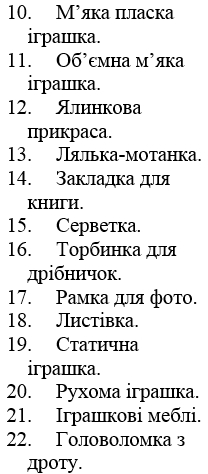 10. М’яка пласка
іграшка.
11. Об’ємна м’яка
іграшка.
12. Ялинкова
прикраса.
13. Лялька-мотанка.
14. Закладка для
книги.
15. Серветка.
16. Торбинка для
дрібничок.
17. Рамка для фото.
18. Листівка.
19. Статична
іграшка.
20. Рухома іграшка.
21. Іграшкові меблі.
22. Головоломка з
дроту.